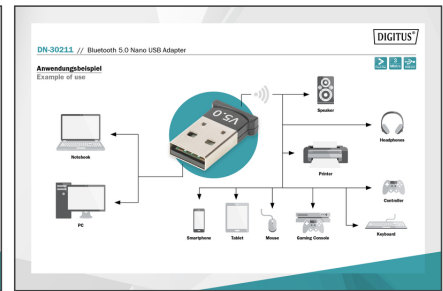 DIGITUS®
DN-30211 // Bluetooth 5.0 Nano USB Adapter
Anwendungsbeispiel
Example of use
V5.0
Speaker
Headphones
Notebook
Printer
Controller
PC
Smartphone
Tablet
Mouse
Gaming Console
Keyboard